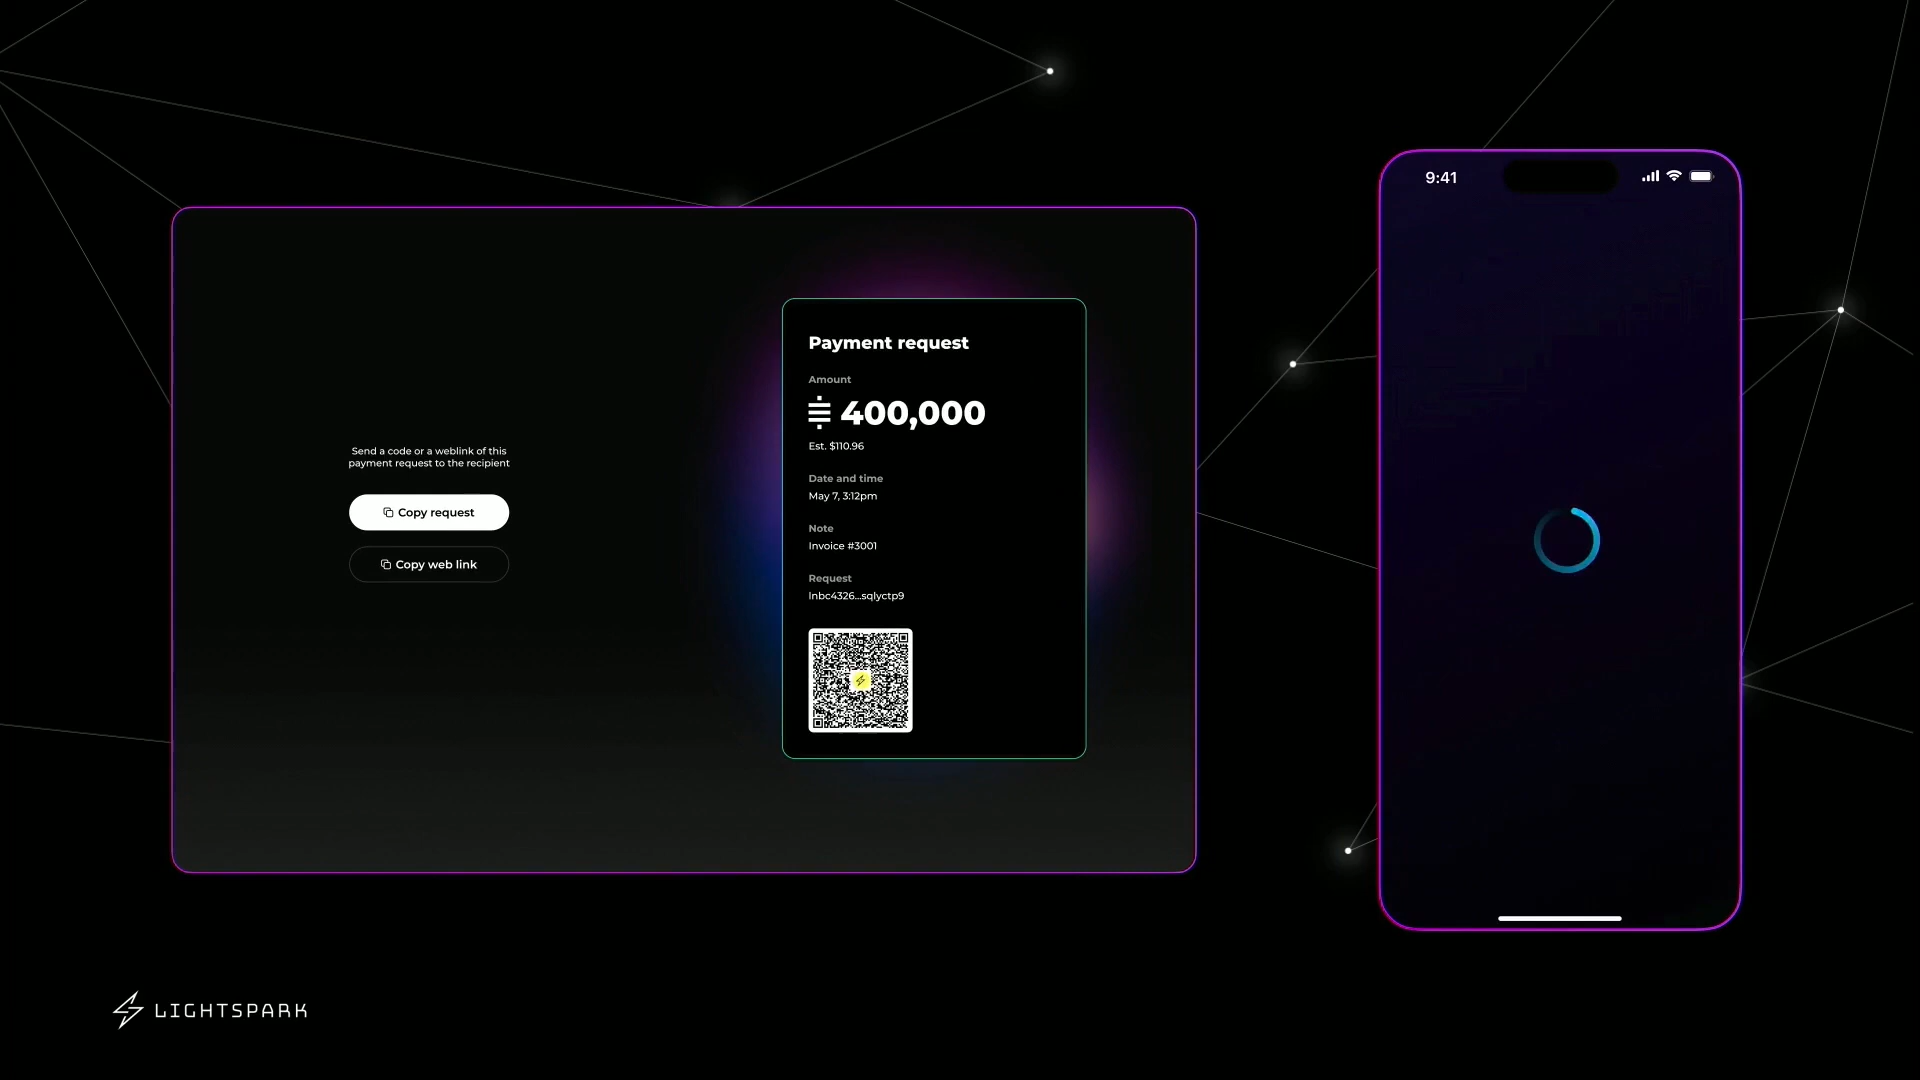 Send a code or a weblink of this
payment request to the recipient
Copy request
Copy web link
Payment request
Amount
400,000
Est. $110.96
Date and time
May 7, 3:12pm
Note
Invoice #3001
Request
lnbc4326...sqlyctp9
9:41
LIGHTSPARK